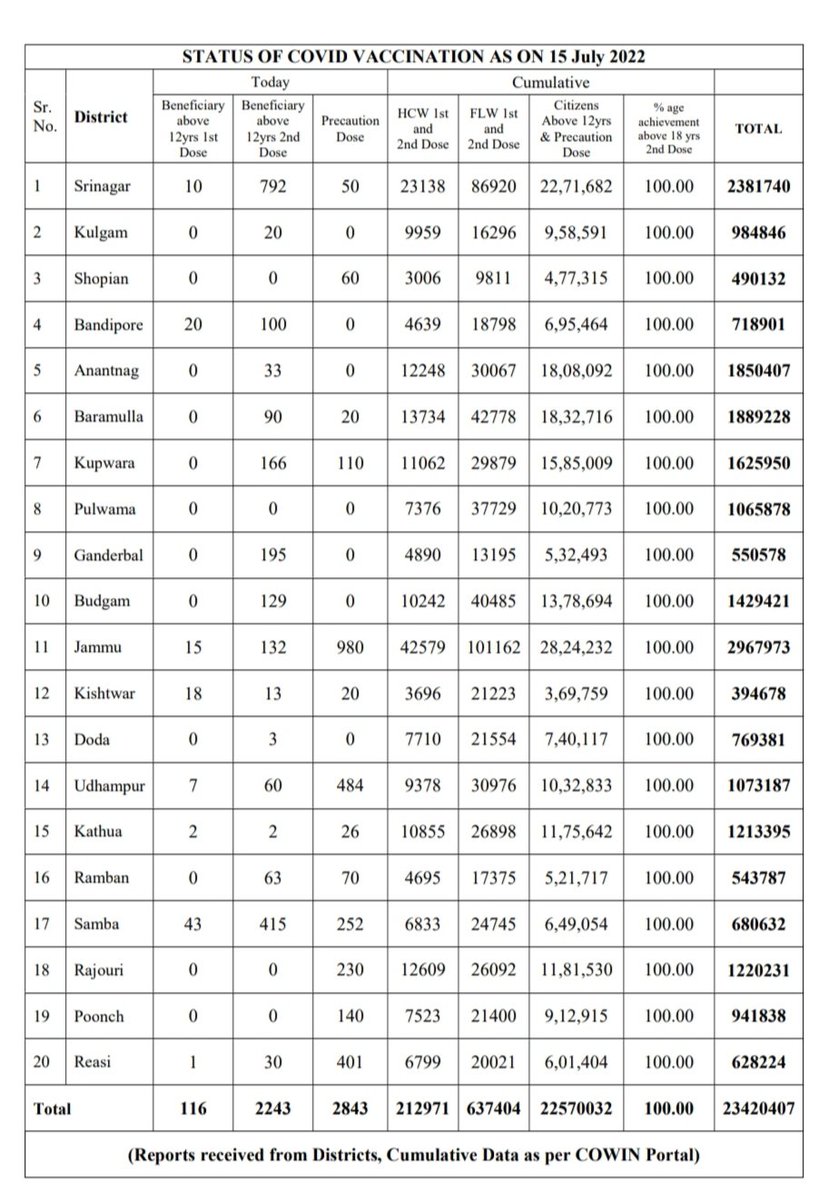 STATUS OF COVID VACCINATION AS ON 15 July 2022
Today Cumulative
Sr. No. District Beneficiary above 12yrs 1st Dose Beneficiary above 12yrs 2nd Dose Precaution Dose HCW 1st and 2nd Dose FLW 1st and 2nd Dose Citizens Above 12yrs & Precaution Dose % age achievement above 18 yrs 2nd Dose TOTAL
1 Srinagar 10 792 50 23138 86920 22,71,682 100.00 2381740
2 Kulgam 0 20 0 9959 16296 9,58,591 100.00 984846
3 Shopian 0 0 60 3006 9811 4,77,315 100.00 490132
4 Bandipore 20 100 0 4639 18798 6,95,464 100.00 718901
5 Anantnag 0 33 0 12248 30067 18,08,092 100.00 1850407
6 Baramulla 0 90 20 13734 42778 18,32,716 100.00 1889228
7 Kupwara 0 166 110 11062 29879 15,85,009 100.00 1625950
8 Pulwama 0 0 0 7376 37729 10,20,773 100.00 1065878
9 Ganderbal 0 195 0 4890 13195 5,32,493 100.00 550578
10 Budgam 0 129 0 10242 40485 13,78,694 100.00 1429421
11 Jammu 15 132 980 42579 101162 28,24,232 100.00 2967973
12 Kishtwar 18 13 20 3696 21223 3,69,759 100.00 394678
13 Doda 0 3 0 7710 21554 7,40,117 100.00 769381
14 Udhampur 7 60 484 9378 30976 10,32,833 100.00 1073187
15 Kathua 2 2 26 10855 26898 11,75,642 100.00 1213395
16 Ramban 0 63 70 4695 17375 5,21,717 100.00 543787
17 Samba 43 415 252 6833 24745 6,49,054 100.00 680632
18 Rajouri 0 0 230 12609 26092 11,81,530 100.00 1220231
19 Poonch 0 0 140 7523 21400 9,12,915 100.00 941838
20 Reasi 1 30 401 6799 20021 6,01,404 100.00 628224
Total 116 2243 2843 212971 637404 22570032 100.00 23420407
(Reports received from Districts, Cumulative Data as per COWIN Portal)